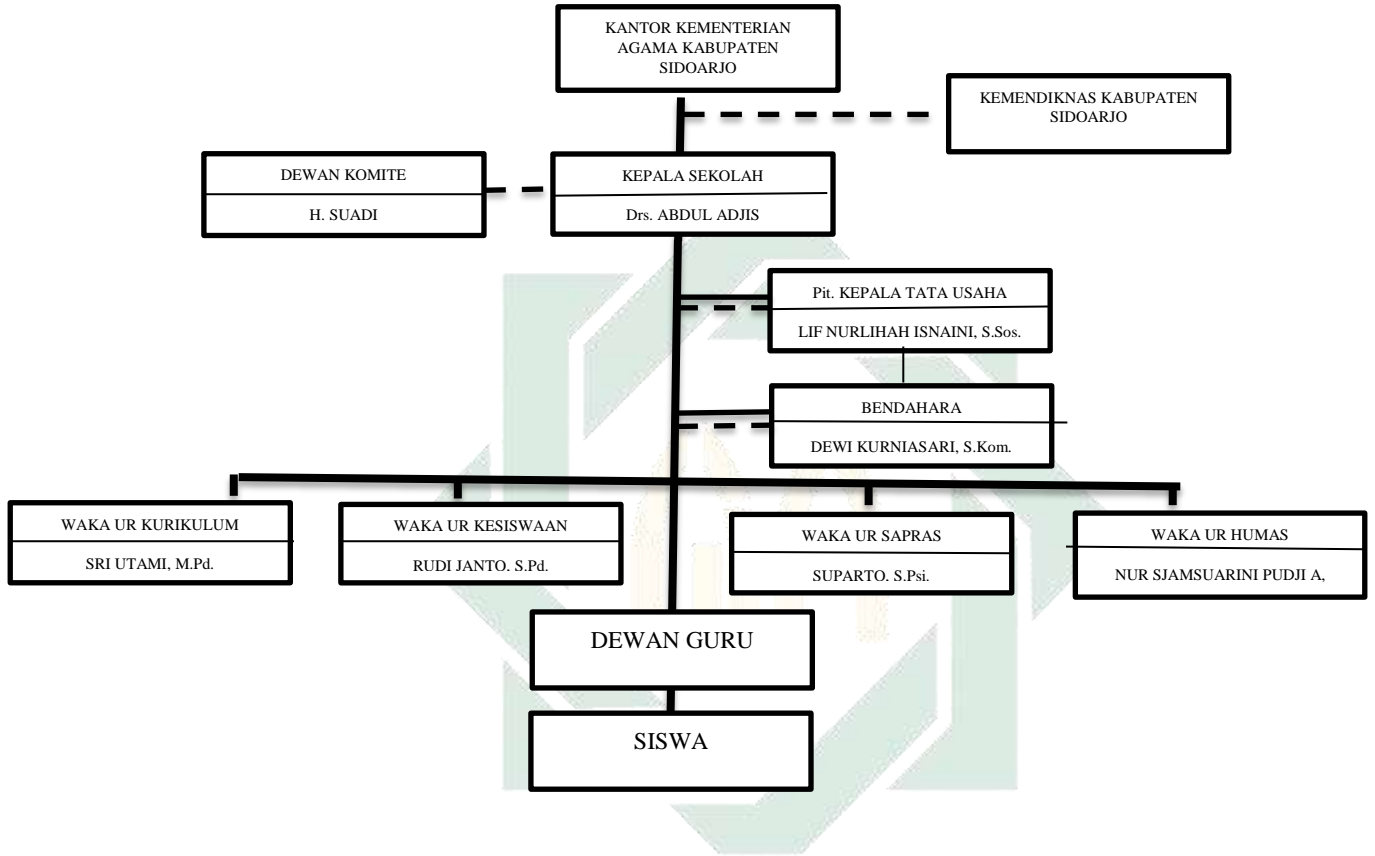 KANTOR KEMENTERIAN
AGAMA KABUPATEN
SIDOARJO
KEMENDIKNAS KABUPATEN
SIDOARJO
DEWAN KOMITE
H. SUADI
KEPALA SEKOLAH
Drs. ABDUL ADJIS
Pit. KEPALA TATA USAHA
LIF NURLIHAH ISNAINI, S.Sos.
BENDAHARA
DEWI KURNIASARI, S.Kom.
WAKA UR KURIKULUM
SRI UTAMI, M.Pd.
WAKA UR KESISWAAN
RUDI JANTO. S.Pd.
WAKA UR SAPRAS
SUPARTO. S.Psi.
WAKA UR HUMAS
NUR SJAMSUARINI PUDJI A,
DEWAN GURU
SISWA